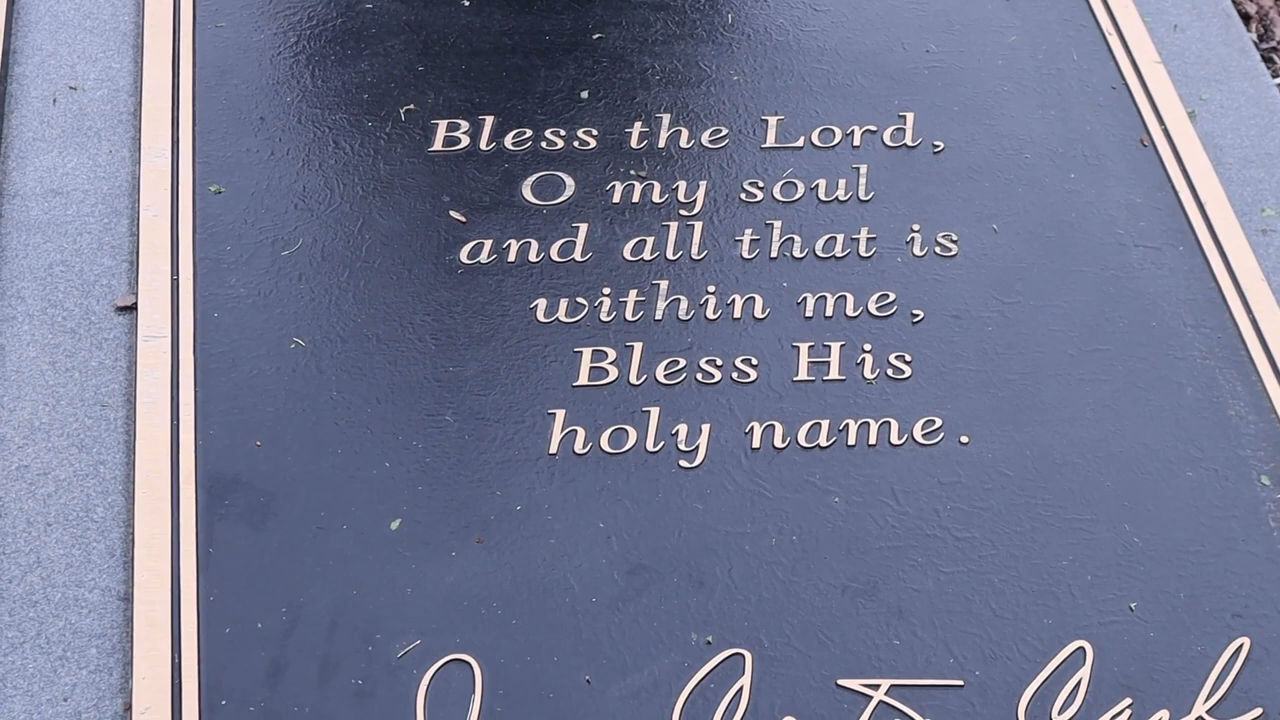 Bless the Lord,
O my soul
and all that is
within me,
Bless His
holy name.